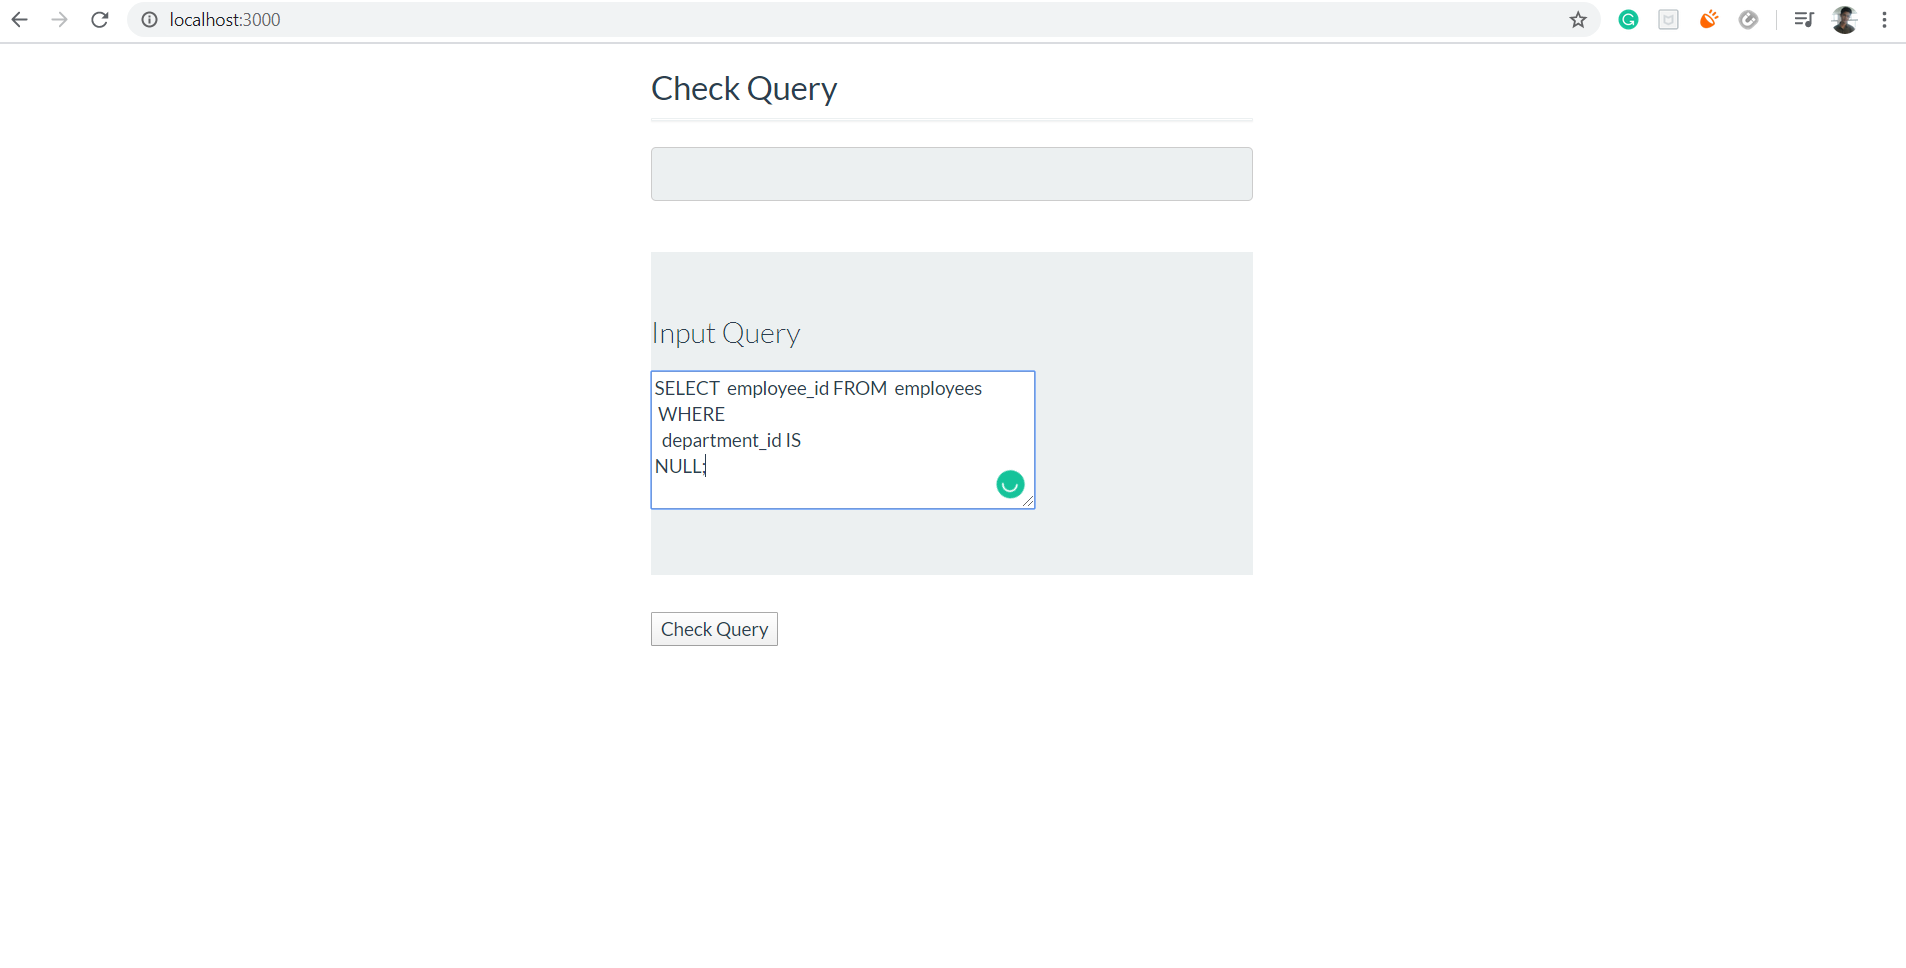 localhost:3000
Check Query
Input Query
SELECT  employee_id FROM  employees
WHERE
department_id IS
NULL;
Check Query